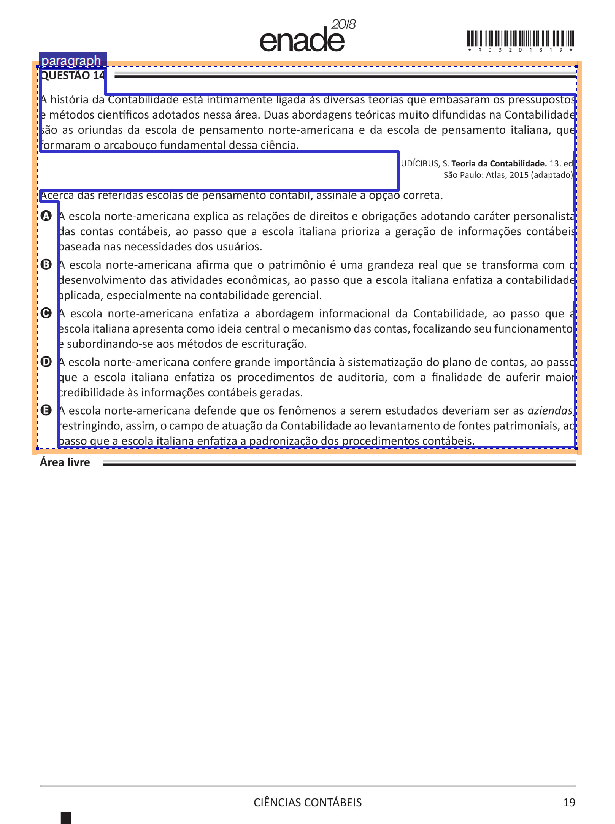 enade 2018
*R05201819*
paragraph
QUESTÃO 14
A história da Contabilidade está intimamente ligada às diversas teorias que embasaram os pressupostos
e métodos científicos adotados nessa área. Duas abordagens teóricas muito difundidas na Contabilidade
são as oriundas da escola de pensamento norte-americana e da escola de pensamento italiana, que
formaram o arcabouço fundamental dessa ciência.
IUDÍCIBUS, S. Teoria da Contabilidade. 13. ed.
São Paulo: Atlas, 2015 (adaptado).
Acerca das referidas escolas de pensamento contábil, assinale a opção correta.
A A escola norte-americana explica as relações de direitos e obrigações adotando caráter personalista
das contas contábeis, ao passo que a escola italiana prioriza a geração de informações contábeis
baseada nas necessidades dos usuários.
B A escola norte-americana afirma que o patrimônio é uma grandeza real que se transforma com o
desenvolvimento das atividades econômicas, ao passo que a escola italiana enfatiza a contabilidade
aplicada, especialmente na contabilidade gerencial.
C A escola norte-americana enfatiza a abordagem informacional da Contabilidade, ao passo que a
escola italiana apresenta como ideia central o mecanismo das contas, focalizando seu funcionamento
e subordinando-se aos métodos de escrituração.
D A escola norte-americana confere grande importância à sistematização do plano de contas, ao passo
que a escola italiana enfatiza os procedimentos de auditoria, com a finalidade de auferir maior
credibilidade às informações contábeis geradas.
E A escola norte-americana defende que os fenômenos a serem estudados deveriam ser as aziendas,
restringindo, assim, o campo de atuação da Contabilidade ao levantamento de fontes patrimoniais, ao
passo que a escola italiana enfatiza a padronização dos procedimentos contábeis.
Área livre
CIÊNCIAS CONTÁBEIS
19